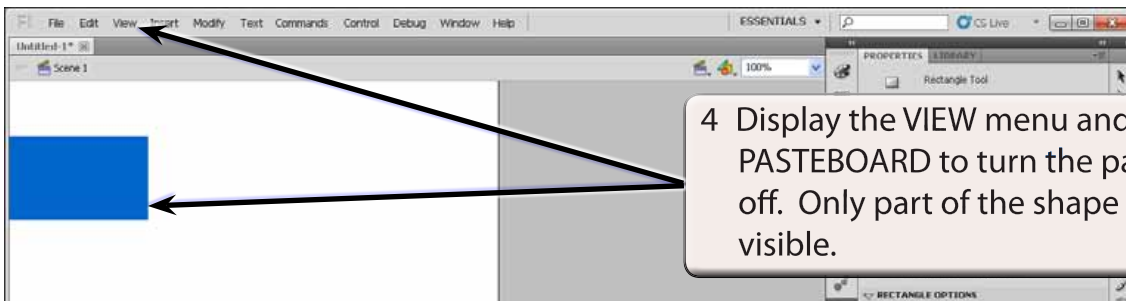 Fl File Edit View Insert Modify Text Commands Control Debug Window Help ESSENTIALS CS Live
Untitled-1*
Scene 1 100%
PROPERTIES LIBRARY
Rectangle Tool
4 Display the VIEW menu and
PASTEBOARD to turn the pa
off. Only part of the shape
visible.
RECTANGLE OPTIONS